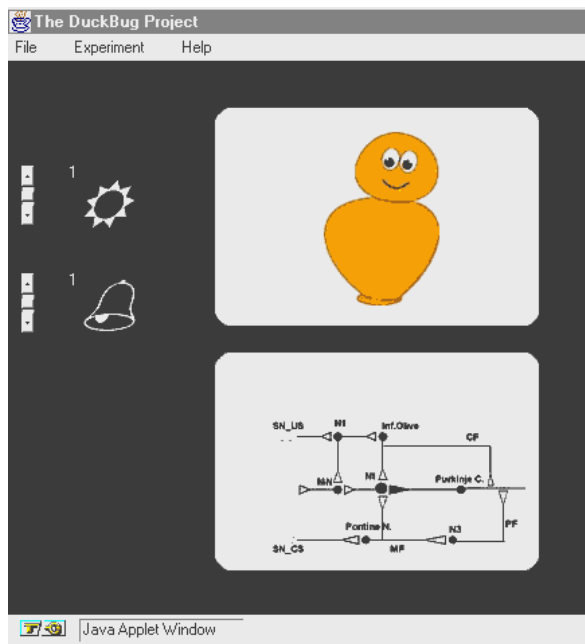 The DuckBug Project
File Experiment Help
1
1
SN_US N1 Inf.Olive
CF
MN N1 Purkinje C.
Pontine N. N3 PF
SN_CS MF
Java Applet Window